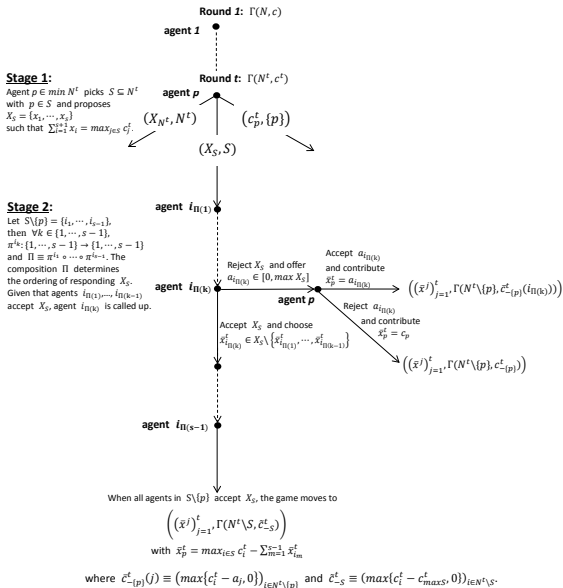 Round 1: Γ(N, c)
agent 1
Stage 1:
Agent p ∈ min N^t picks S ⊆ N^t
with p ∈ S and proposes
X_S = {x_1, ⋯, x_s}
such that ∑_{i=1}^{s+1} x_i = max_{j∈S} c_j^t.
Round t: Γ(N^t, c^t)
agent p
(X_{N^t}, N^t)
(c_p^t, {p})
(X_S, S)
Stage 2:
Let S\{p} = {i_1, ⋯, i_{s−1}},
then ∀k ∈ {1, ⋯, s − 1},
π^{i_k}: {1, ⋯, s − 1} → {1, ⋯, s − 1}
and Π ≡ π^{i_1} ∘ ⋯ ∘ π^{i_{s−1}}. The
composition Π determines
the ordering of responding X_S.
Given that agents i_{Π(1)},..., i_{Π(k−1)}
accept X_S, agent i_{Π(k)} is called up.
agent i_{Π(1)}
agent i_{Π(k)}
Reject X_S and offer
a_{i_{Π(k)}} ∈ [0, max X_S]
agent p
Accept a_{i_{Π(k)}}
and contribute
x̄_p^t = a_{i_{Π(k)}}
((x̄^j)_{j=1}^t, Γ(N^t\{p}, c̄_{−{p}}^t(i_{Π(k)})))
Reject a_{i_{Π(k)}}
and contribute
x̄_p^t = c_p
((x̄^j)_{j=1}^t, Γ(N^t\{p}, c_{−{p}}^t))
Accept X_S and choose
x̄_{i_{Π(k)}}^t ∈ X_S\{x̄_{i_{Π(1)}}^t, ⋯, x̄_{i_{Π(k−1)}}^t}
agent i_{Π(s−1)}
When all agents in S\{p} accept X_S, the game moves to
((x̄^j)_{j=1}^t, Γ(N^t\S, c̃_{−S}^t))
with x̄_p^t = max_{i∈S} c_i^t − ∑_{m=1}^{s−1} x̄_{i_m}^t
where c̄_{−{p}}^t(j) ≡ (max{c_i^t − a_j, 0})_{i∈N^t\{p}} and c̃_{−S}^t ≡ (max{c_i^t − c_{maxS}^t, 0})_{i∈N^t\S}.